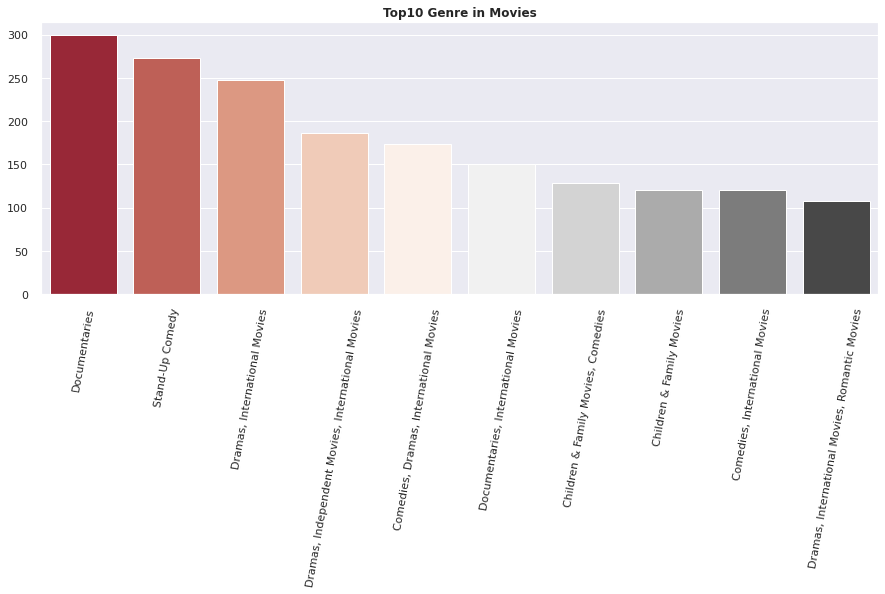 Top10 Genre in Movies
300
250
200
150
100
50
0
Documentaries
Stand-Up Comedy
Dramas, International Movies
Dramas, Independent Movies, International Movies
Comedies, Dramas, International Movies
Documentaries, International Movies
Children & Family Movies, Comedies
Children & Family Movies
Comedies, International Movies
Dramas, International Movies, Romantic Movies